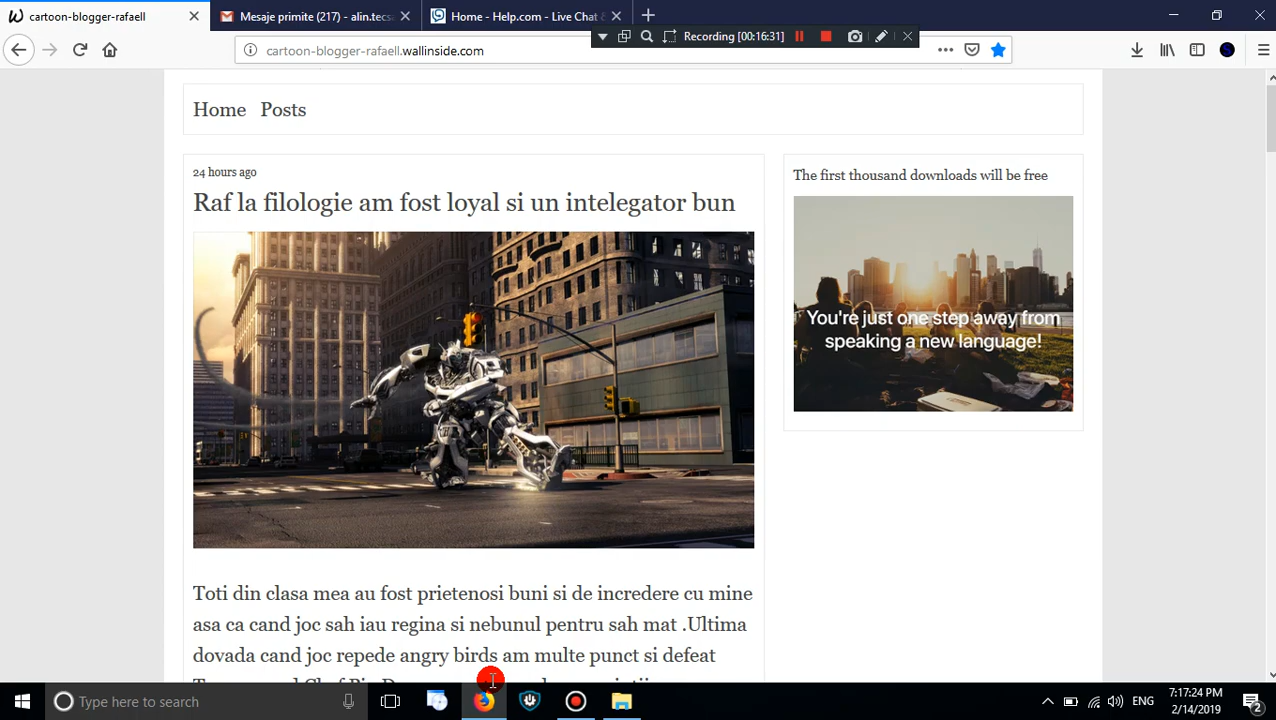 cartoon-blogger-rafaell
Mesaje primite (217) - alin.tecsa
Home - Help.com - Live Chat &
Recording [00:16:31]
cartoon-blogger-rafaell.wallinside.com
Home Posts
24 hours ago
Raf la filologie am fost loyal si un intelegator bun
The first thousand downloads will be free
You're just one step away from
speaking a new language!
Toti din clasa mea au fost prietenosi buni si de incredere cu mine
asa ca cand joc sah iau regina si nebunul pentru sah mat .Ultima
dovada cand joc repede angry birds am multe punct si defeat
Type here to search
ENG
7:17:24 PM
2/14/2019
2